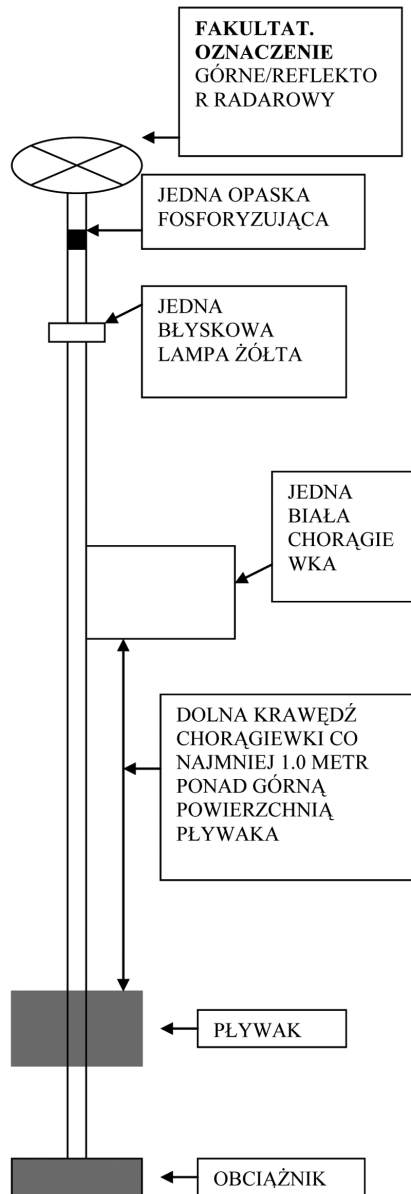 FAKULTAT.
OZNACZENIE
GÓRNE/REFLEKTO
R RADAROWY
JEDNA OPASKA
FOSFORYZUJĄCA
JEDNA
BŁYSKOWA
LAMPA ŻÓŁTA
JEDNA
BIAŁA
CHORĄGIE
WKA
DOLNA KRAWĘDŹ
CHORĄGIEWKI CO
NAJMNIEJ 1.0 METR
PONAD GÓRNĄ
POWIERZCHNIĄ
PŁYWAKA
PŁYWAK
OBCIĄŻNIK